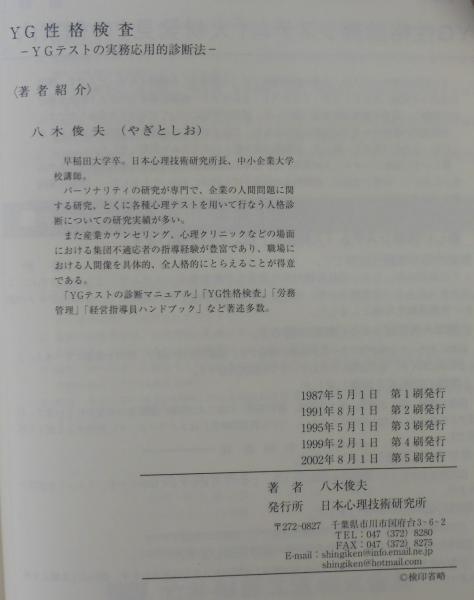 YG性格検査
－YGテストの実務応用的診断法－
〈著者紹介〉
八木俊夫（やぎとしお）
早稲田大学卒。日本心理技術研究所長、中小企業大学
校講師。
パーソナリティの研究が専門で、企業の人間問題に関
する研究、とくに各種心理テストを用いて行なう人格診
断についての研究実績が多い。
また産業カウンセリング、心理クリニックなどの場面
における集団不適応者の指導経験が豊富であり、職場に
おける人間像を具体的、全人格的にとらえることが得意
である。
「YGテストの診断マニュアル」「YG性格検査」「労務
管理」「経営指導員ハンドブック」など著述多数。
1987年5月1日 第1刷発行
1991年8月1日 第2刷発行
1995年5月1日 第3刷発行
1999年2月1日 第4刷発行
2002年8月1日 第5刷発行
著 者 八木俊夫
発行所 日本心理技術研究所
〒272-0827 千葉県市川市国府台3-6-2
TEL：047（372）8280
FAX：047（372）8275
E-mail：shingiken@info.email.ne.jp
shingiken@hotmail.com
©検印省略